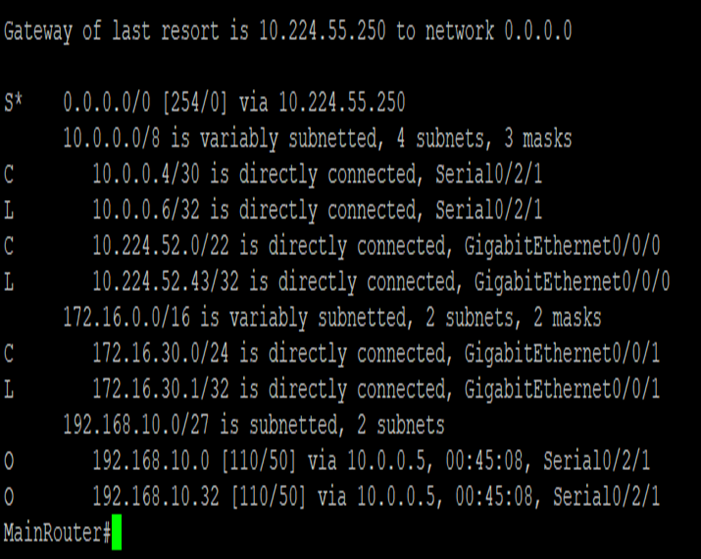 Gateway of last resort is 10.224.55.250 to network 0.0.0.0
S* 0.0.0.0/0 [254/0] via 10.224.55.250
10.0.0.0/8 is variably subnetted, 4 subnets, 3 masks
C 10.0.0.4/30 is directly connected, Serial0/2/1
L 10.0.0.6/32 is directly connected, Serial0/2/1
C 10.224.52.0/22 is directly connected, GigabitEthernet0/0/0
L 10.224.52.43/32 is directly connected, GigabitEthernet0/0/0
172.16.0.0/16 is variably subnetted, 2 subnets, 2 masks
C 172.16.30.0/24 is directly connected, GigabitEthernet0/0/1
L 172.16.30.1/32 is directly connected, GigabitEthernet0/0/1
192.168.10.0/27 is subnetted, 2 subnets
O 192.168.10.0 [110/50] via 10.0.0.5, 00:45:08, Serial0/2/1
O 192.168.10.32 [110/50] via 10.0.0.5, 00:45:08, Serial0/2/1
MainRouter#